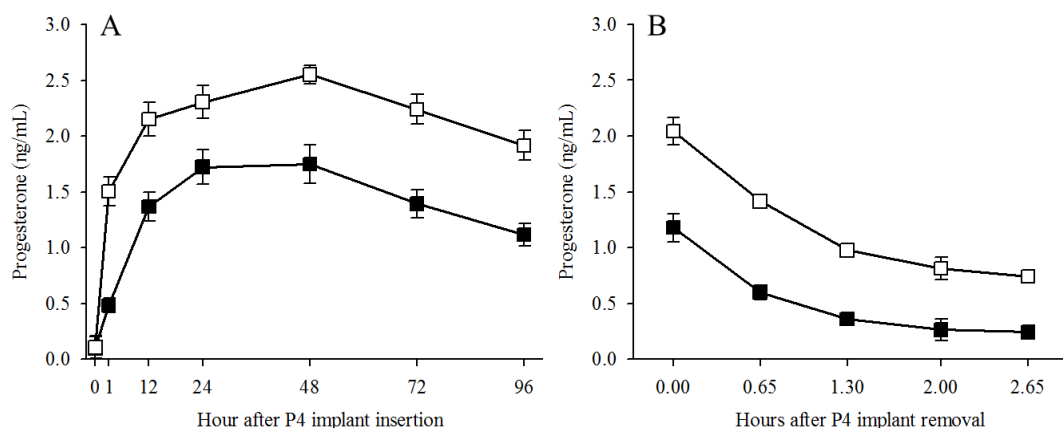 A
Progesterone (ng/mL)
3.0
2.5
2.0
1.5
1.0
0.5
0.0
0 1 12 24 48 72 96
Hour after P4 implant insertion
B
Progesterone (ng/mL)
3.0
2.5
2.0
1.5
1.0
0.5
0.0
0.00 0.65 1.30 2.00 2.65
Hours after P4 implant removal